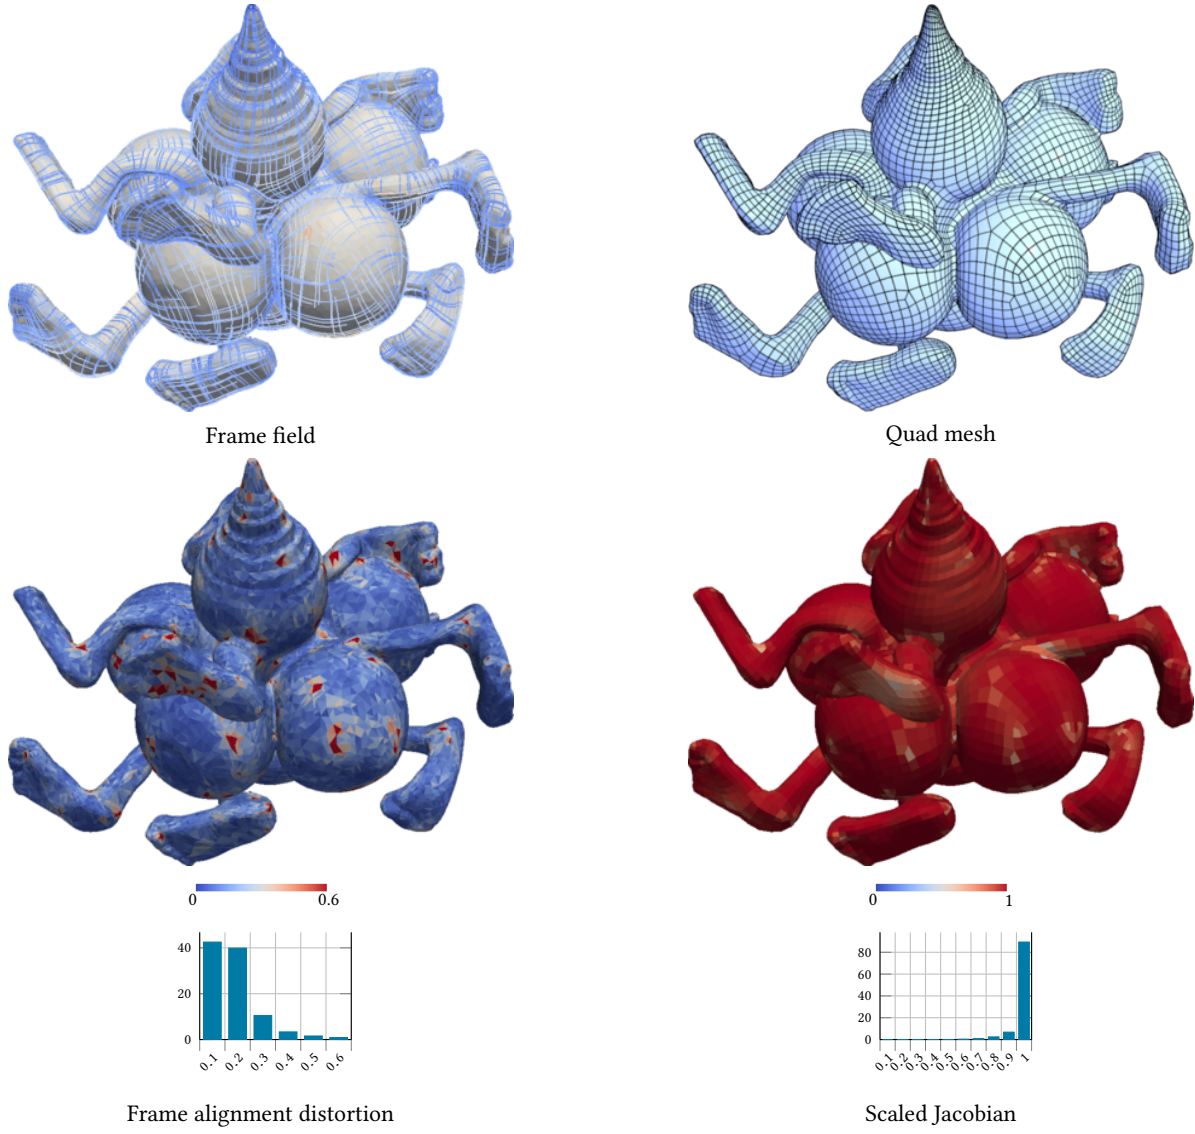 Frame field
Quad mesh
0 0.6
0 1
40
20
0
0.1 0.2 0.3 0.4 0.5 0.6
Frame alignment distortion
80
60
40
20
0
0.1 0.2 0.3 0.4 0.5 0.6 0.7 0.8 0.9 1
Scaled Jacobian